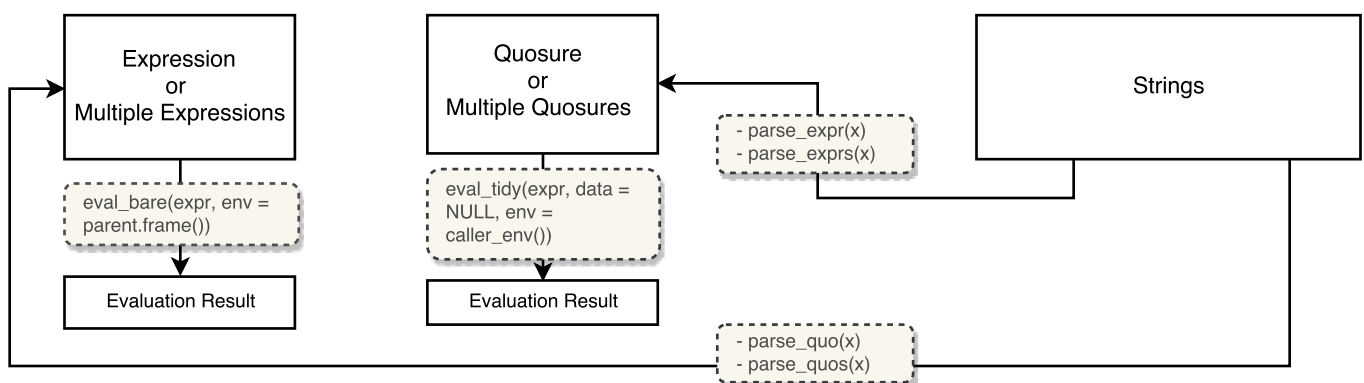 Expression
or
Multiple Expressions
Quosure
or
Multiple Quosures
Strings
- parse_expr(x)
- parse_exprs(x)
eval_bare(expr, env =
parent.frame())
eval_tidy(expr, data =
NULL, env =
caller_env())
Evaluation Result
Evaluation Result
- parse_quo(x)
- parse_quos(x)